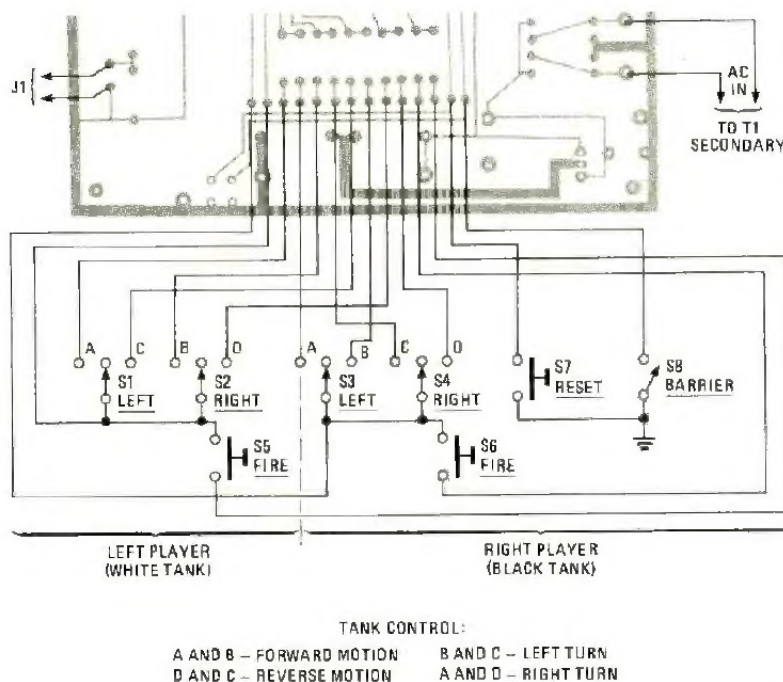 J1
AC
IN
TO T1
SECONDARY
A
C
B
D
A
B
C
D
S1
LEFT
S2
RIGHT
S3
LEFT
S4
RIGHT
S7
RESET
S8
BARRIER
S5
FIRE
S6
FIRE
LEFT PLAYER
(WHITE TANK)
RIGHT PLAYER
(BLACK TANK)
TANK CONTROL:
A AND B – FORWARD MOTION B AND C – LEFT TURN
D AND C – REVERSE MOTION A AND D – RIGHT TURN